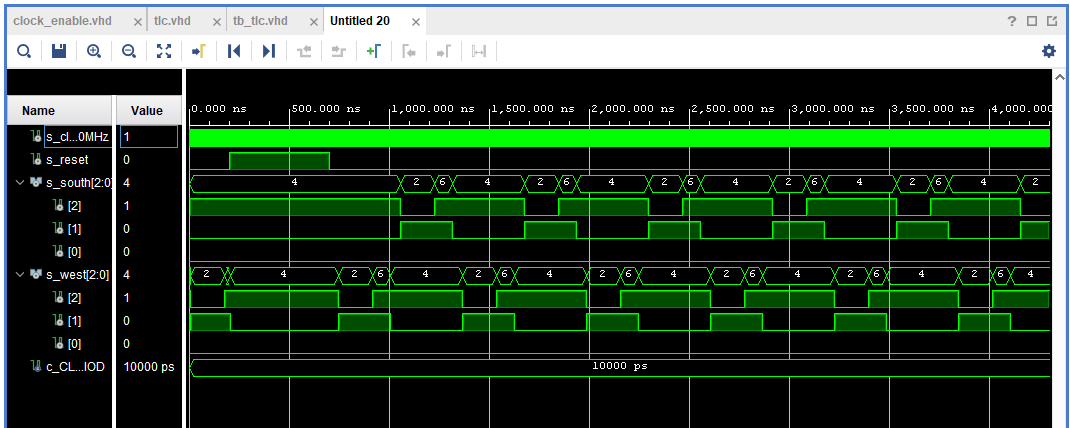 clock_enable.vhd × tlc.vhd × tb_tlc.vhd × Untitled 20 ×
?
Name Value
0.000 ns 500.000 ns 1,000.000 ns 1,500.000 ns 2,000.000 ns 2,500.000 ns 3,000.000 ns 3,500.000 ns 4,000.000
s_cl...0MHz 1
s_reset 0
s_south[2:0] 4 4 2 6 4 2 6 4 2 6 4 2 6 4 2 6 4 2
[2] 1
[1] 0
[0] 0
s_west[2:0] 4 2 4 2 6 4 2 6 4 2 6 4 2 6 4 2 6 4 2 6 4
[2] 1
[1] 0
[0] 0
c_CL...IOD 10000 ps 10000 ps